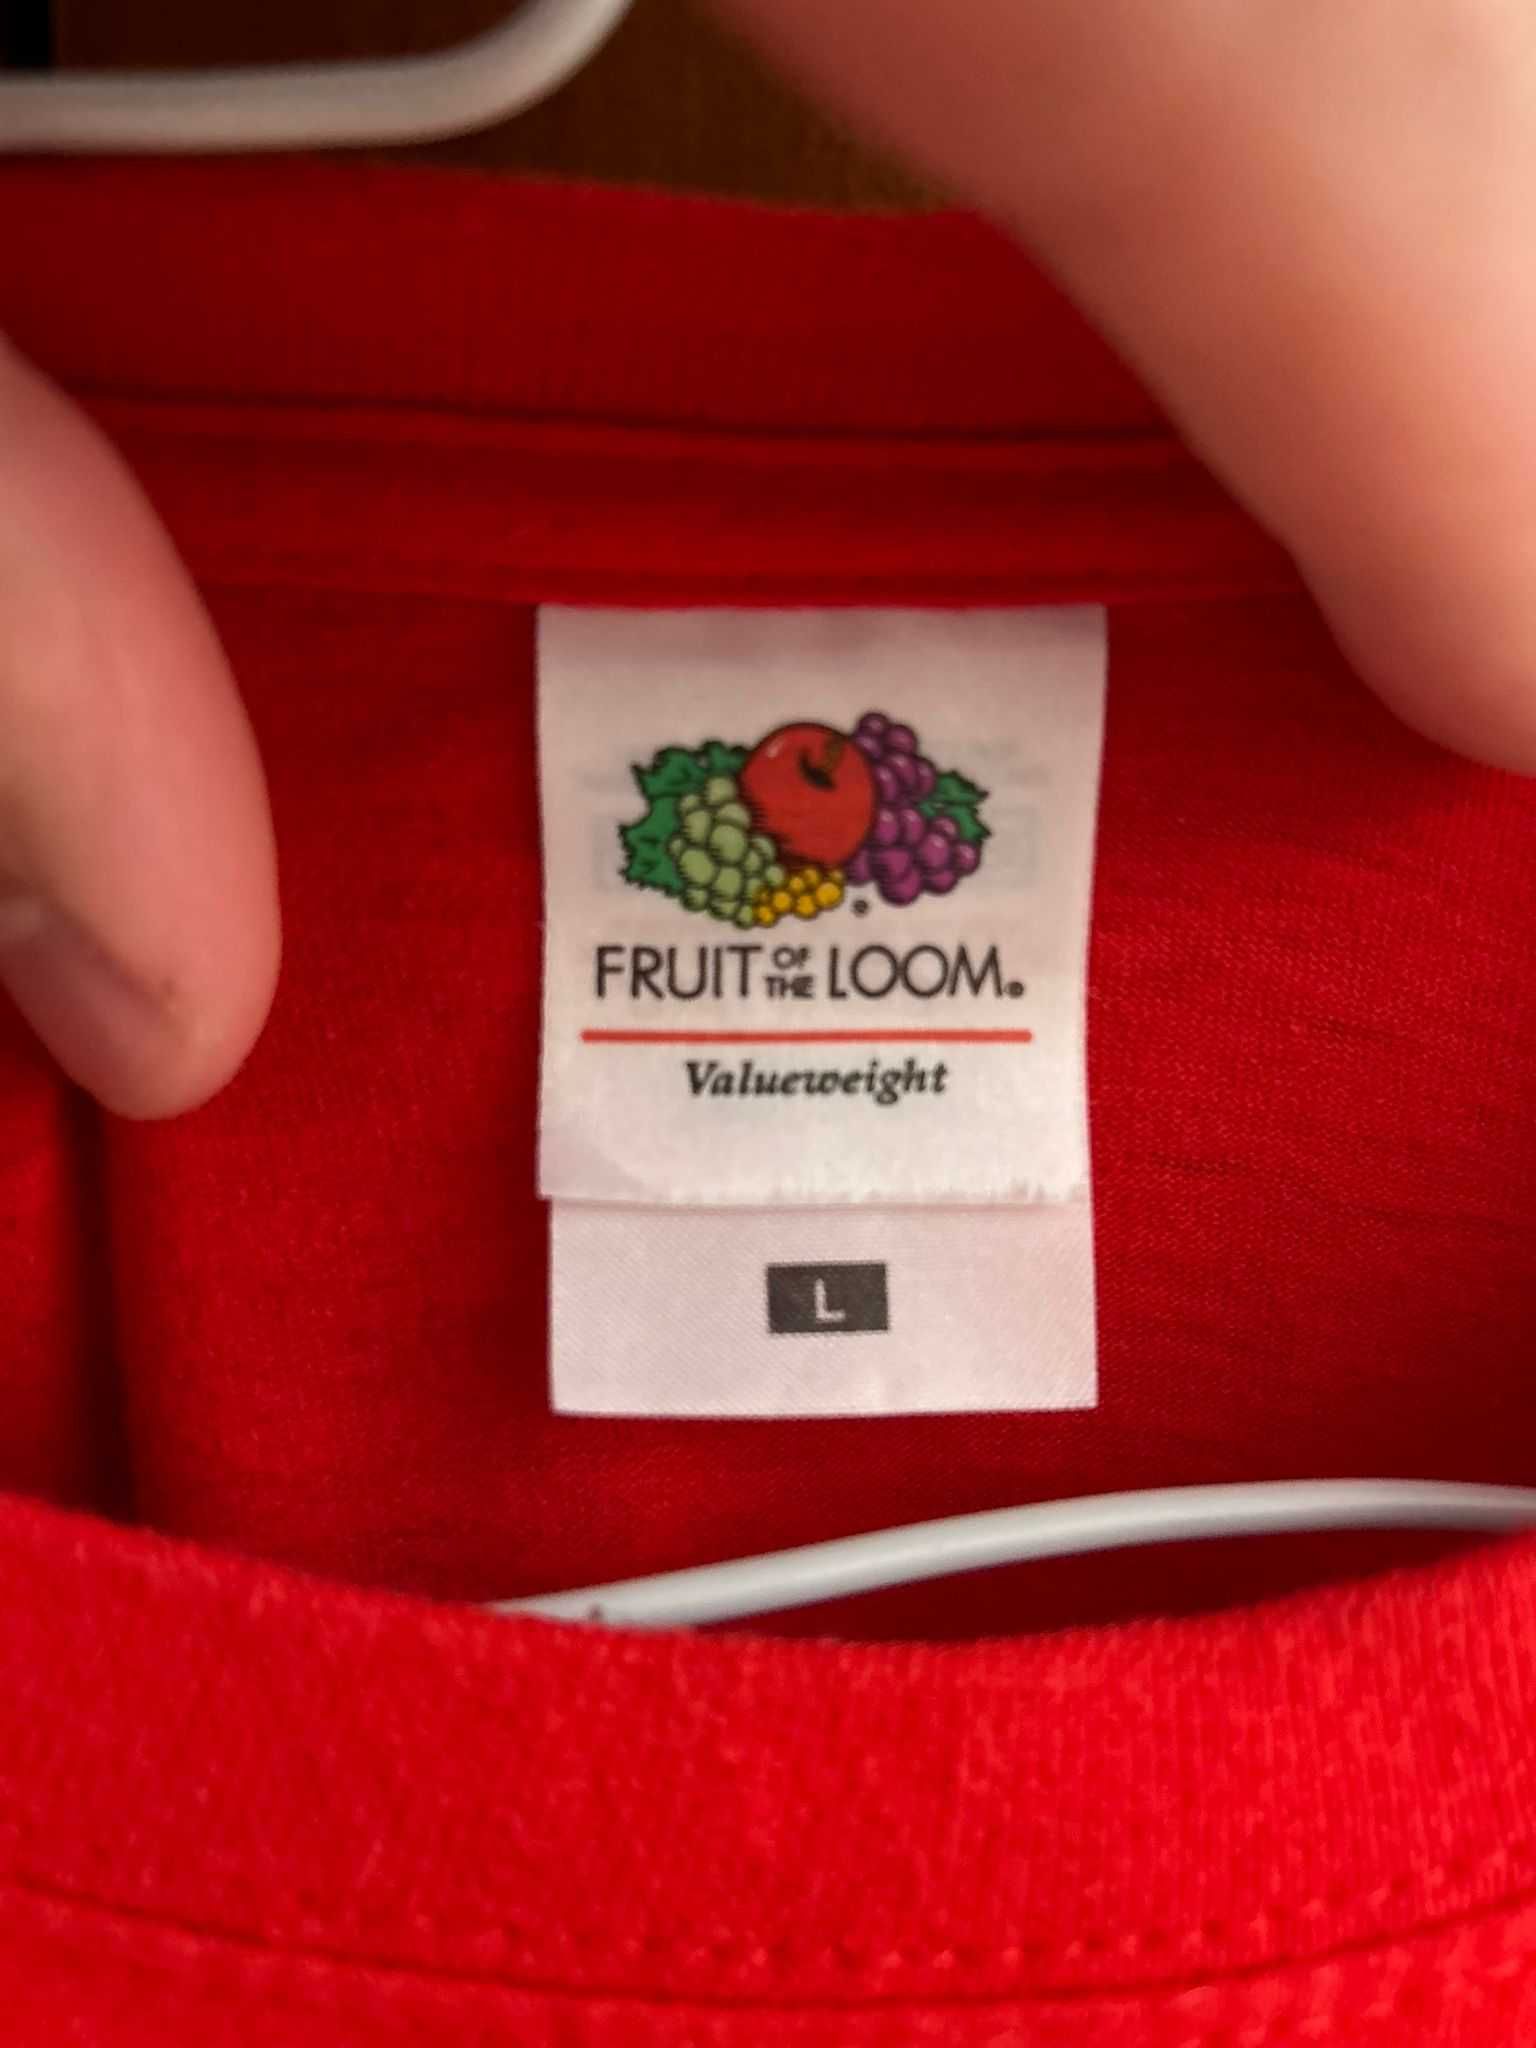 FRUIT OF THE LOOM®
Valueweight
L